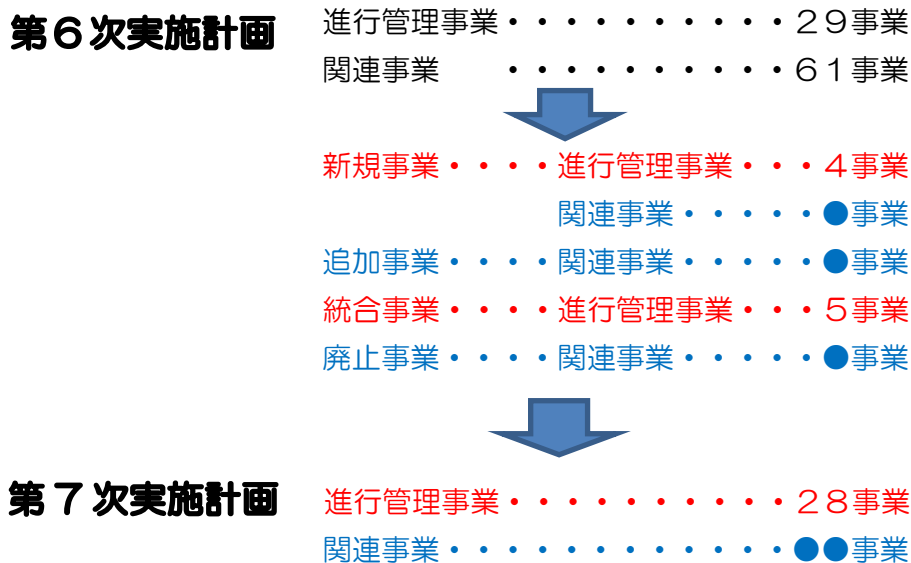 第６次実施計画
進行管理事業・・・・・・・・・・２９事業
関連事業　　・・・・・・・・・・６１事業
新規事業・・・・進行管理事業・・・４事業
関連事業・・・・・●事業
追加事業・・・・関連事業・・・・・●事業
統合事業・・・・進行管理事業・・・５事業
廃止事業・・・・関連事業・・・・・●事業
第７次実施計画
進行管理事業・・・・・・・・・・２８事業
関連事業・・・・・・・・・・・・●●事業